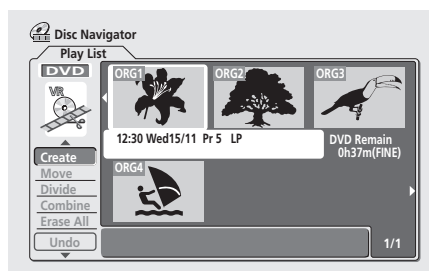 Disc Navigator
Play List
DVD
VR
ORG1
ORG2
ORG3
12:30 Wed15/11 Pr 5 LP
DVD Remain
0h37m(FINE)
Create
Move
Divide
Combine
Erase All
Undo
ORG4
1/1